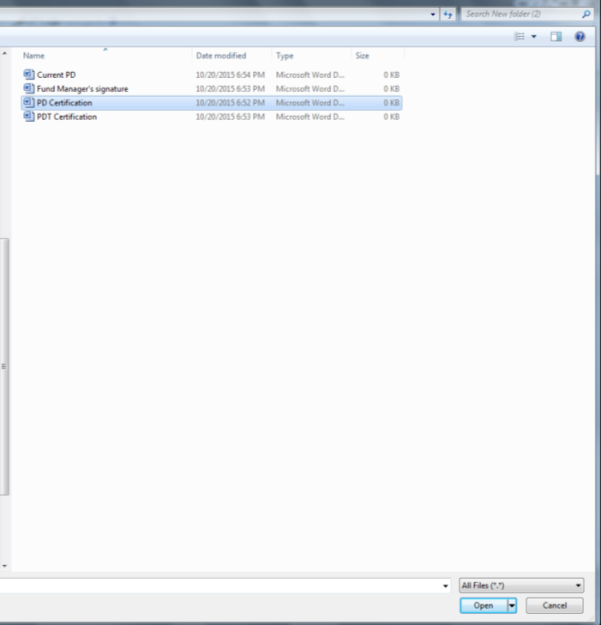 Search New folder (2)
Name Date modified Type Size
Current PD 10/20/2015 6:54 PM Microsoft Word D... 0 KB
Fund Manager's signature 10/20/2015 6:53 PM Microsoft Word D... 0 KB
PD Certification 10/20/2015 6:52 PM Microsoft Word D... 0 KB
PDT Certification 10/20/2015 6:53 PM Microsoft Word D... 0 KB
All Files (*.*)
Open Cancel